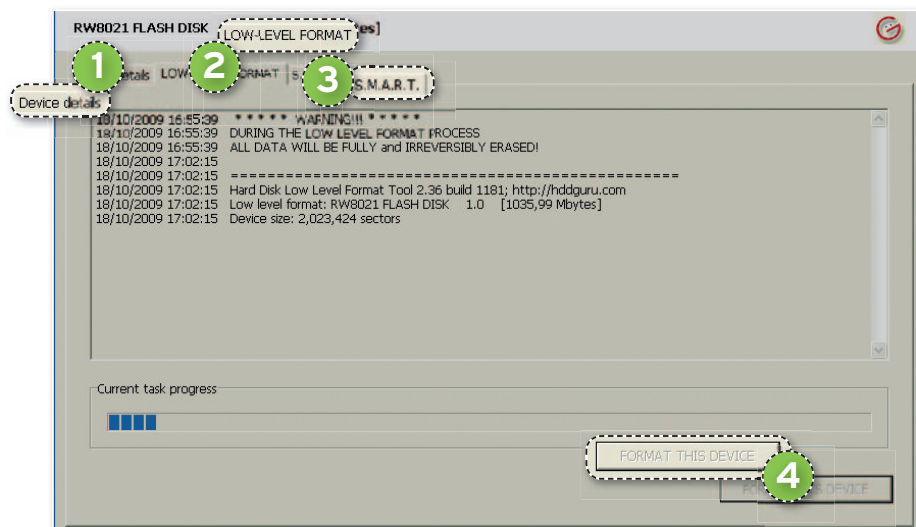 RW8021 FLASH DISK LOW-LEVEL FORMAT es]
1 2 3 S.M.A.R.T.
Device details
18/10/2009 16:55:39 * * * * * WARNING!!! * * * * *
18/10/2009 16:55:39 DURING THE LOW LEVEL FORMAT PROCESS
18/10/2009 16:55:39 ALL DATA WILL BE FULLY and IRREVERSIBLY ERASED!
18/10/2009 17:02:15
18/10/2009 17:02:15 ==================================================
18/10/2009 17:02:15 Hard Disk Low Level Format Tool 2.36 build 1181; http://hddguru.com
18/10/2009 17:02:15 Low level format: RW8021 FLASH DISK 1.0 [1035,99 Mbytes]
18/10/2009 17:02:15 Device size: 2,023,424 sectors
Current task progress
FORMAT THIS DEVICE
4